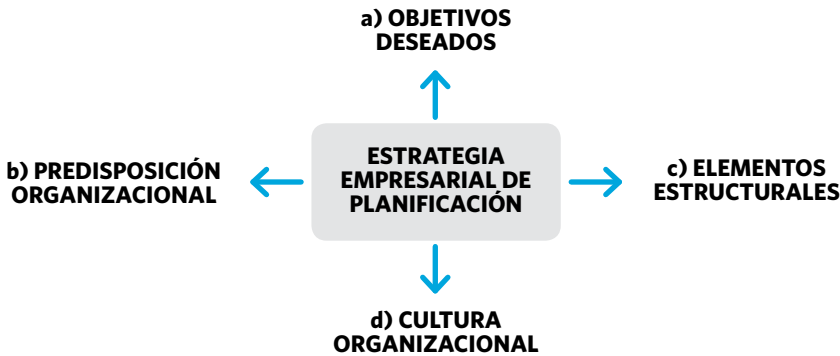 a) OBJETIVOS
DESEADOS
b) PREDISPOSICIÓN
ORGANIZACIONAL
ESTRATEGIA
EMPRESARIAL DE
PLANIFICACIÓN
c) ELEMENTOS
ESTRUCTURALES
d) CULTURA
ORGANIZACIONAL